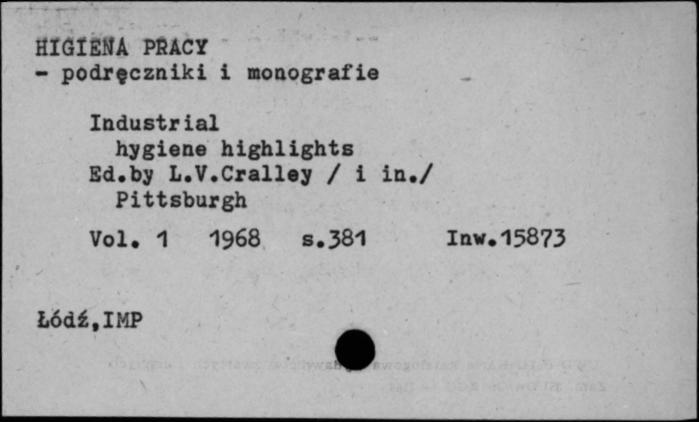 HIGIENA PRACY
- podręczniki i monografie
Industrial
hygiene highlights
Ed.by L.V.Cralley / i in./
Pittsburgh
Vol. 1 1968 s.381 Inw.15873
Łódź,IMP